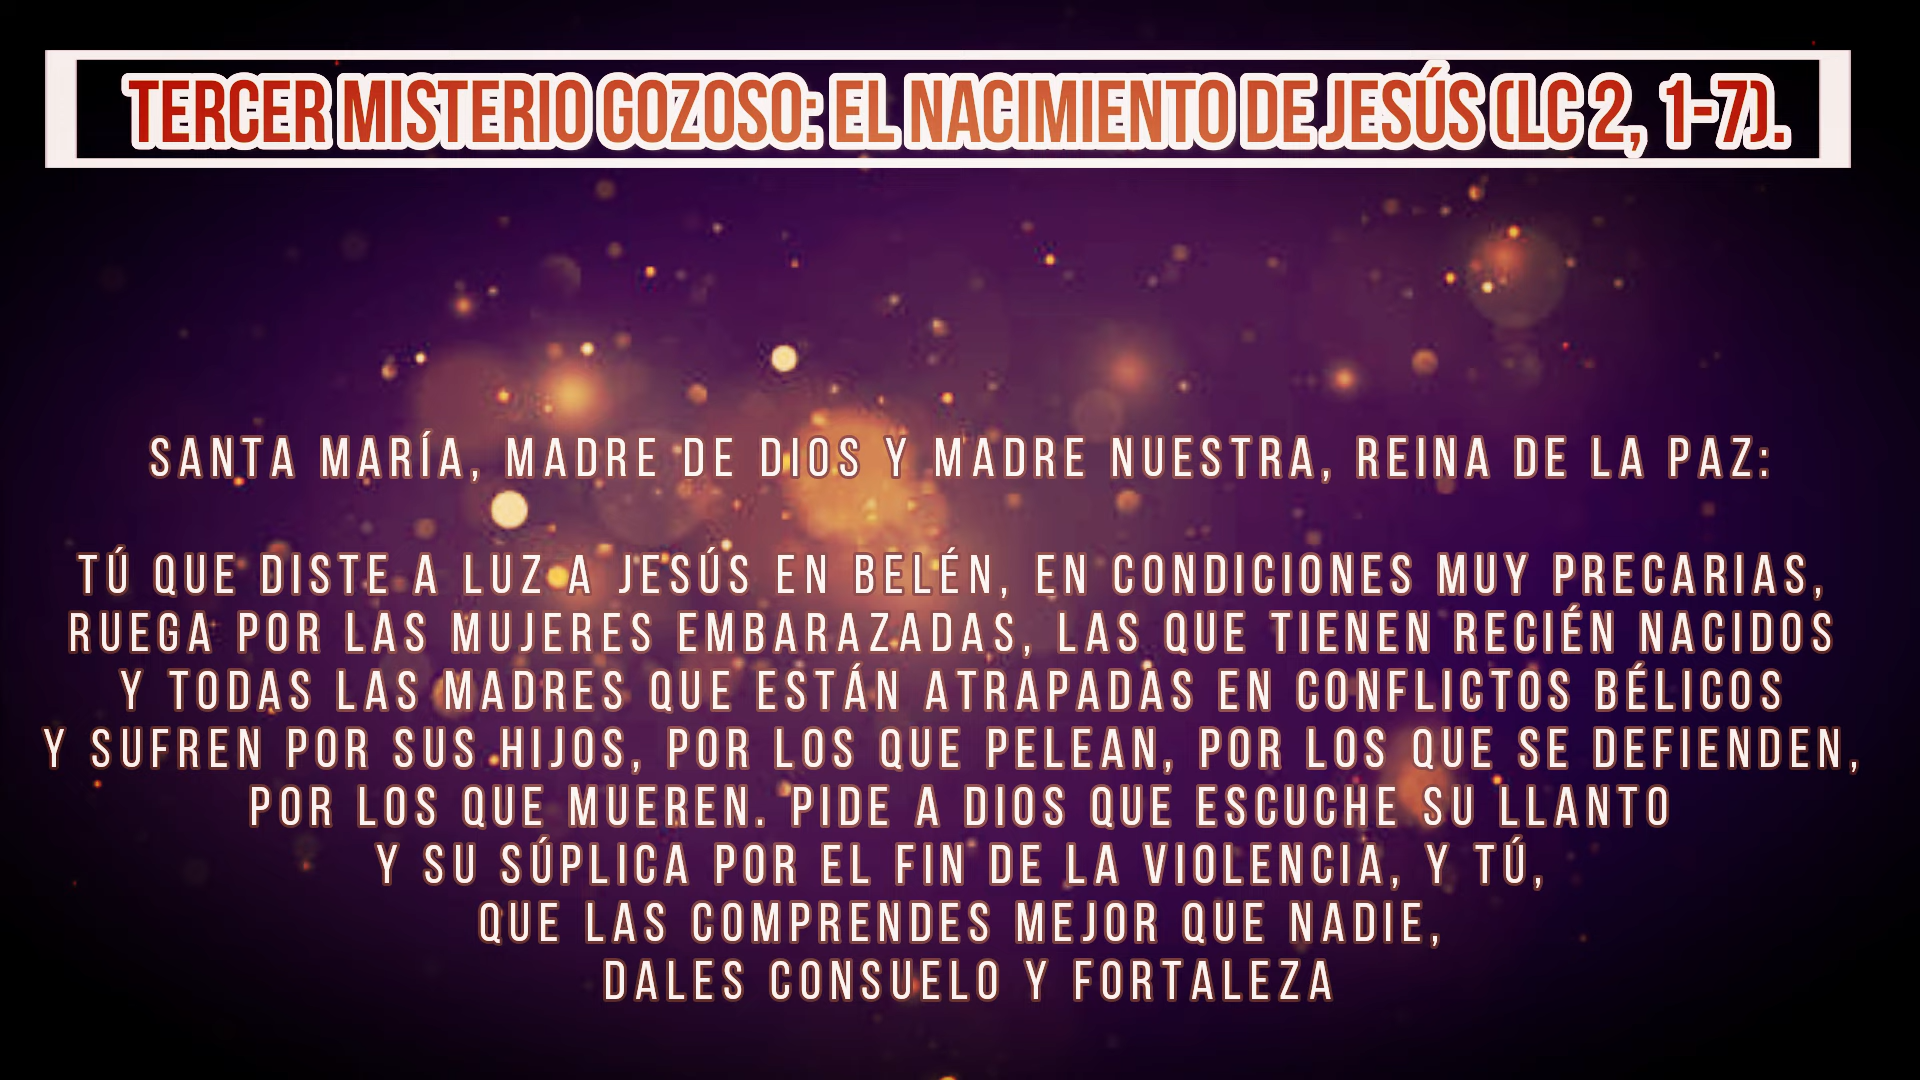 TERCER MISTERIO GOZOSO: EL NACIMIENTO DE JESÚS (LC 2, 1-7).
SANTA MARÍA, MADRE DE DIOS Y MADRE NUESTRA, REINA DE LA PAZ:
TÚ QUE DISTE A LUZ A JESÚS EN BELÉN, EN CONDICIONES MUY PRECARIAS,
RUEGA POR LAS MUJERES EMBARAZADAS, LAS QUE TIENEN RECIÉN NACIDOS
Y TODAS LAS MADRES QUE ESTÁN ATRAPADAS EN CONFLICTOS BÉLICOS
Y SUFREN POR SUS HIJOS, POR LOS QUE PELEAN, POR LOS QUE SE DEFIENDEN,
POR LOS QUE MUEREN. PIDE A DIOS QUE ESCUCHE SU LLANTO
Y SU SÚPLICA POR EL FIN DE LA VIOLENCIA, Y TÚ,
QUE LAS COMPRENDES MEJOR QUE NADIE,
DALES CONSUELO Y FORTALEZA